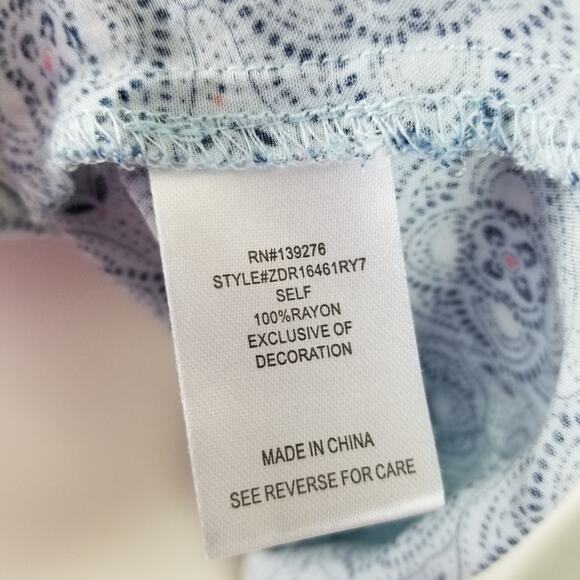 RN#139276
STYLE#ZDR16461RY7
SELF
100%RAYON
EXCLUSIVE OF
DECORATION
MADE IN CHINA
SEE REVERSE FOR CARE